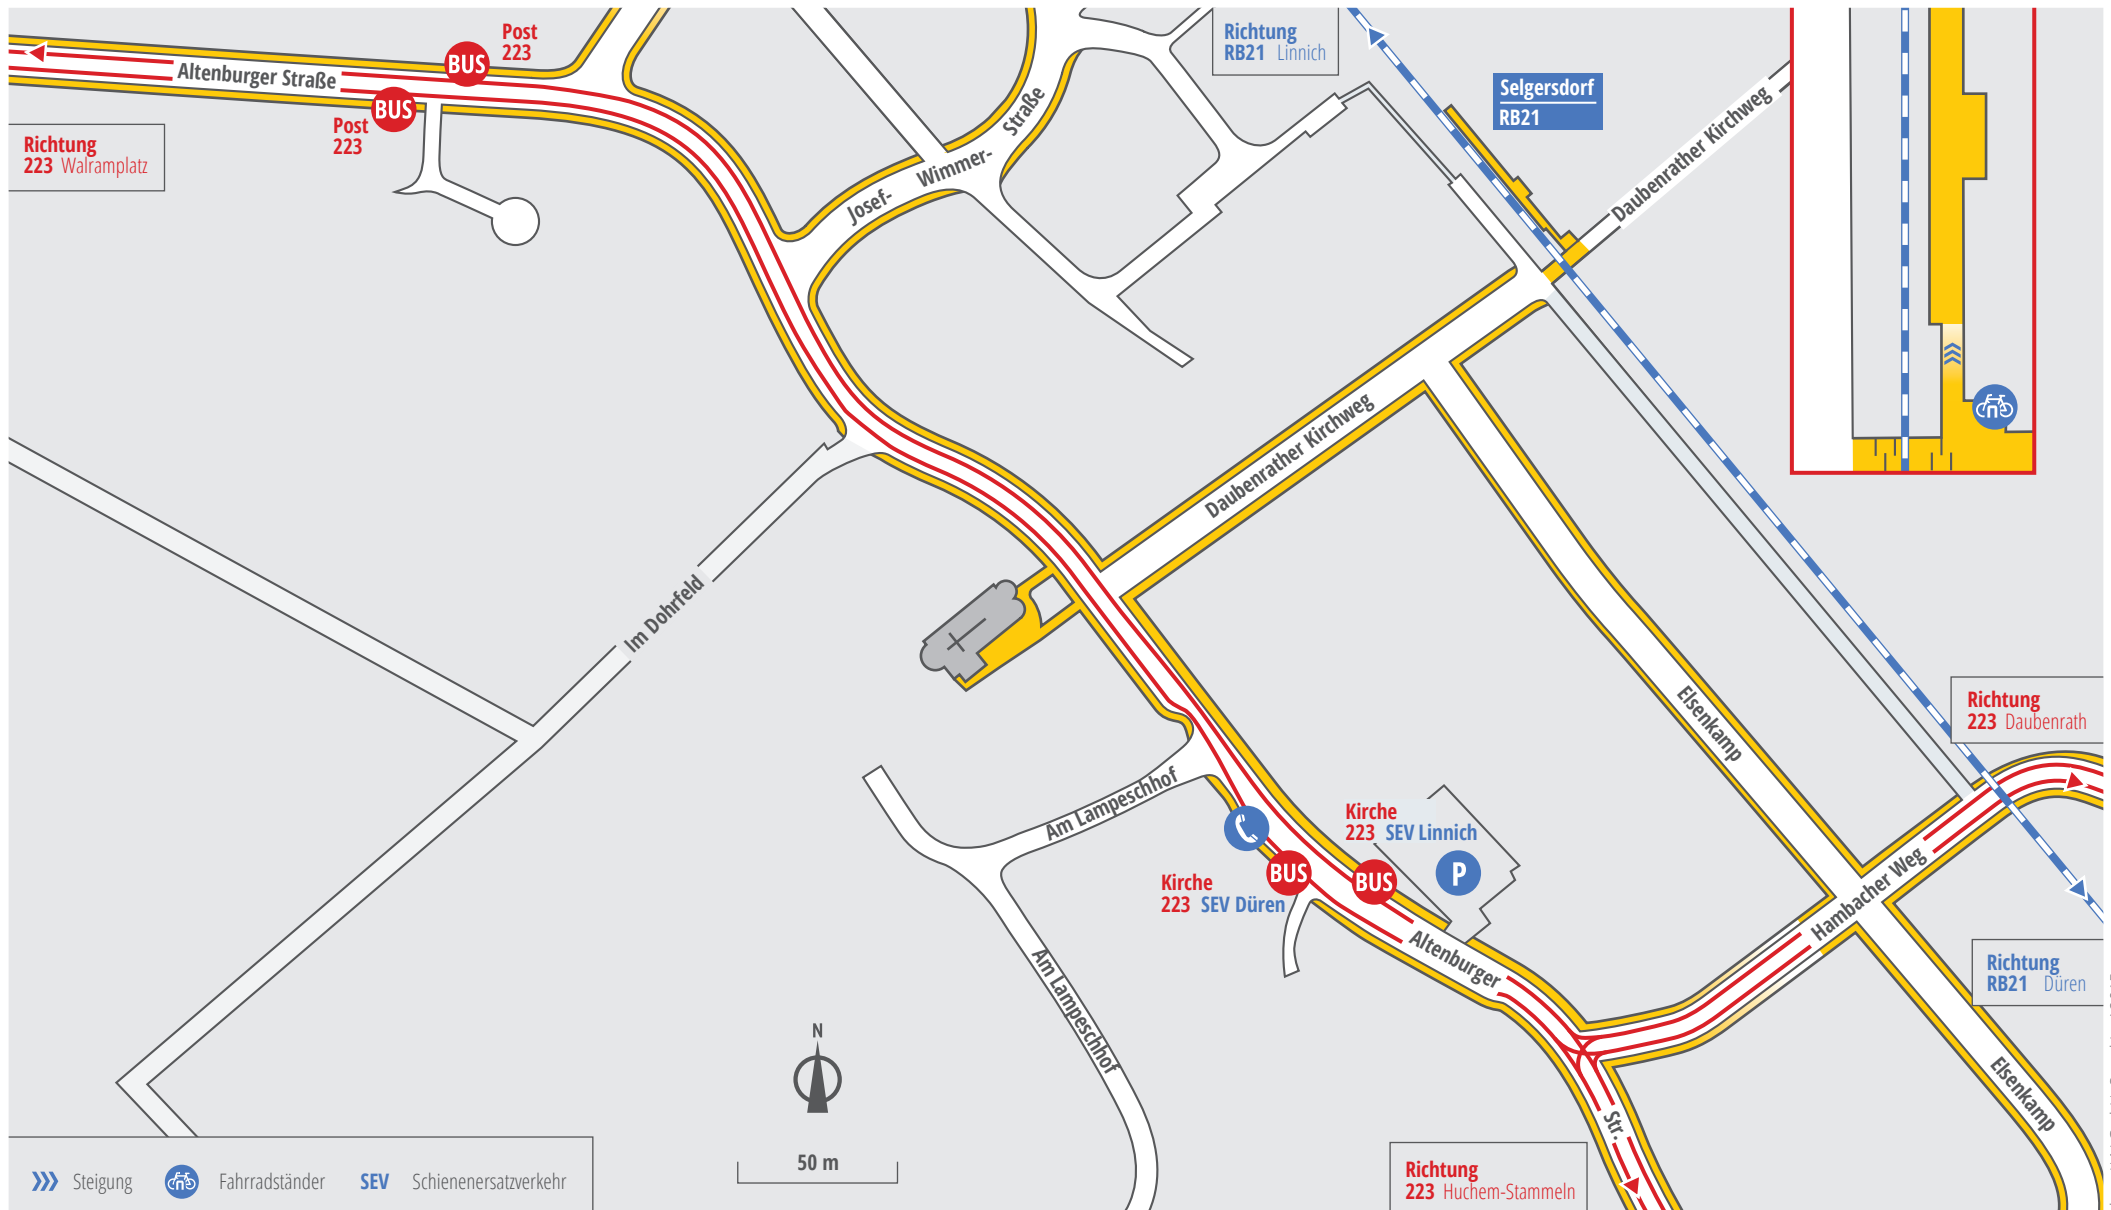 Post
223
BUS
Altenburger Straße
BUS
Post
223
Richtung
223 Walramplatz
Josef-
Wimmer-
Straße
Richtung
RB21 Linnich
Selgersdorf
RB21
Daubenrather Kirchweg
Daubenrather Kirchweg
Im Dohrfeld
Elsenkamp
Richtung
223 Daubenrath
Am Lampeschhof
Kirche
223 SEV Linnich
BUS
BUS
P
Kirche
223 SEV Düren
Hambacher Weg
Altenburger
Str.
Am Lampeschhof
Richtung
RB21 Düren
Elsenkamp
N
50 m
Richtung
223 Huchem-Stammeln
Steigung
Fahrradständer
SEV Schienenersatzverkehr